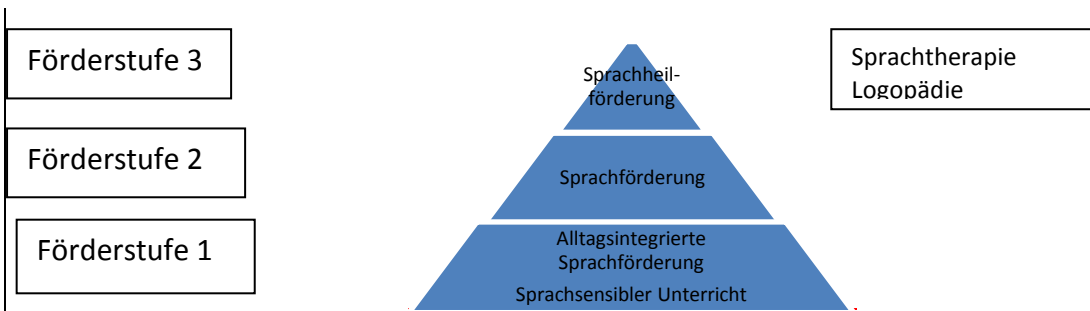 Förderstufe 3
Sprachheil-
förderung
Sprachtherapie
Logopädie
Förderstufe 2
Sprachförderung
Förderstufe 1
Alltagsintegrierte
Sprachförderung
Sprachsensibler Unterricht